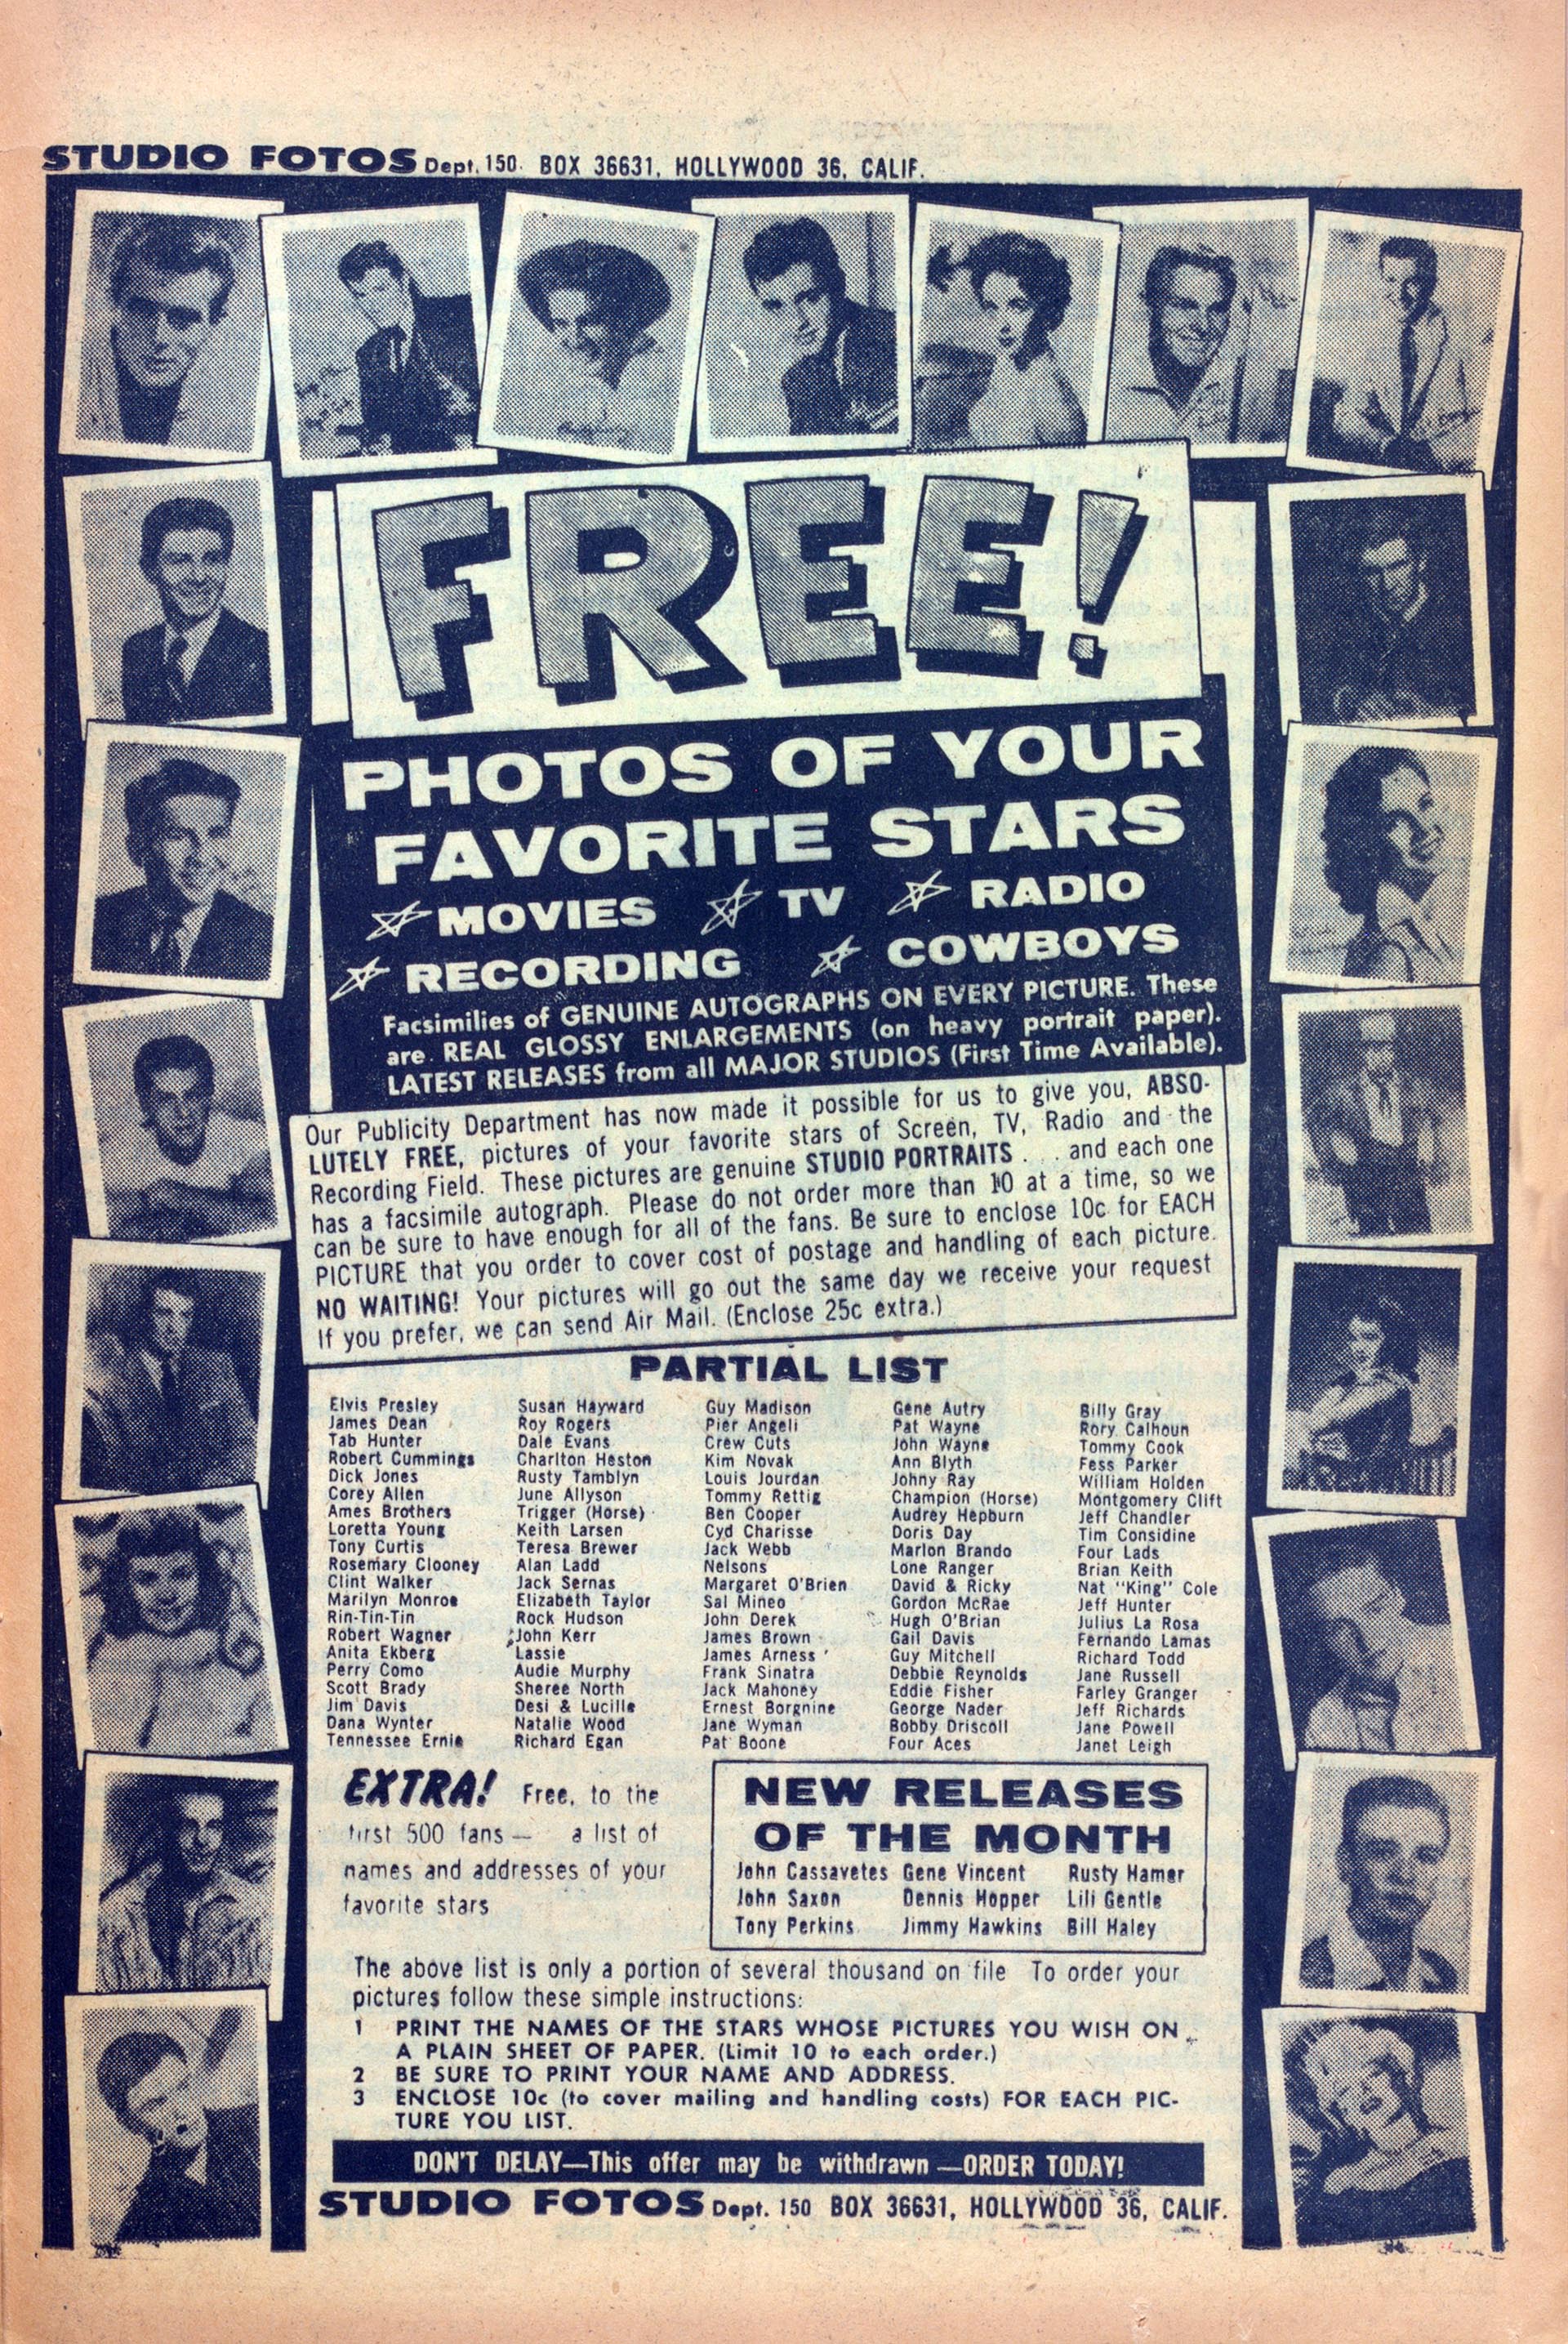 STUDIO FOTOS Dept. 150. BOX 36631, HOLLYWOOD 36, CALIF.
FREE!
PHOTOS OF YOUR
FAVORITE STARS
MOVIES TV RADIO
RECORDING COWBOYS
Facsimilies of GENUINE AUTOGRAPHS ON EVERY PICTURE. These
are REAL GLOSSY ENLARGEMENTS (on heavy portrait paper).
LATEST RELEASES from all MAJOR STUDIOS (First Time Available).
Our Publicity Department has now made it possible for us to give you, ABSO-
LUTELY FREE, pictures of your favorite stars of Screen, TV, Radio and the
Recording Field. These pictures are genuine STUDIO PORTRAITS . . . and each one
has a facsimile autograph. Please do not order more than 10 at a time, so we
can be sure to have enough for all of the fans. Be sure to enclose 10c for EACH
PICTURE that you order to cover cost of postage and handling of each picture.
NO WAITING! Your pictures will go out the same day we receive your request
If you prefer, we can send Air Mail. (Enclose 25c extra.)
PARTIAL LIST
Elvis Presley
James Dean
Tab Hunter
Robert Cummings
Dick Jones
Corey Allen
Ames Brothers
Loretta Young
Tony Curtis
Rosemary Clooney
Clint Walker
Marilyn Monroe
Rin-Tin-Tin
Robert Wagner
Anita Ekberg
Perry Como
Scott Brady
Jim Davis
Dana Wynter
Tennessee Ernie
Susan Hayward
Roy Rogers
Dale Evans
Charlton Heston
Rusty Tamblyn
June Allyson
Trigger (Horse)
Keith Larsen
Teresa Brewer
Alan Ladd
Jack Sernas
Elizabeth Taylor
Rock Hudson
John Kerr
Lassie
Audie Murphy
Sheree North
Desi & Lucille
Natalie Wood
Richard Egan
Guy Madison
Pier Angeli
Crew Cuts
Kim Novak
Louis Jourdan
Tommy Rettig
Ben Cooper
Cyd Charisse
Jack Webb
Nelsons
Margaret O'Brien
Sal Mineo
John Derek
James Brown
James Arness
Frank Sinatra
Jack Mahoney
Ernest Borgnine
Jane Wyman
Pat Boone
Gene Autry
Pat Wayne
John Wayne
Ann Blyth
Johny Ray
Champion (Horse)
Audrey Hepburn
Doris Day
Marlon Brando
Lone Ranger
David & Ricky
Gordon McRae
Hugh O'Brian
Gail Davis
Guy Mitchell
Debbie Reynolds
Eddie Fisher
George Nader
Bobby Driscoll
Four Aces
Billy Gray
Rory Calhoun
Tommy Cook
Fess Parker
William Holden
Montgomery Clift
Jeff Chandler
Tim Considine
Four Lads
Brian Keith
Nat "King" Cole
Jeff Hunter
Julius La Rosa
Fernando Lamas
Richard Todd
Jane Russell
Farley Granger
Jeff Richards
Jane Powell
Janet Leigh
EXTRA! Free, to the
first 500 fans — a list of
names and addresses of your
favorite stars
NEW RELEASES
OF THE MONTH
John Cassavetes Gene Vincent Rusty Hamer
John Saxon Dennis Hopper Lili Gentle
Tony Perkins Jimmy Hawkins Bill Haley
The above list is only a portion of several thousand on file To order your
pictures follow these simple instructions:
1 PRINT THE NAMES OF THE STARS WHOSE PICTURES YOU WISH ON
A PLAIN SHEET OF PAPER. (Limit 10 to each order.)
2 BE SURE TO PRINT YOUR NAME AND ADDRESS.
3 ENCLOSE 10c (to cover mailing and handling costs) FOR EACH PIC-
TURE YOU LIST.
DON'T DELAY—This offer may be withdrawn—ORDER TODAY!
STUDIO FOTOS Dept. 150 BOX 36631, HOLLYWOOD 36, CALIF.